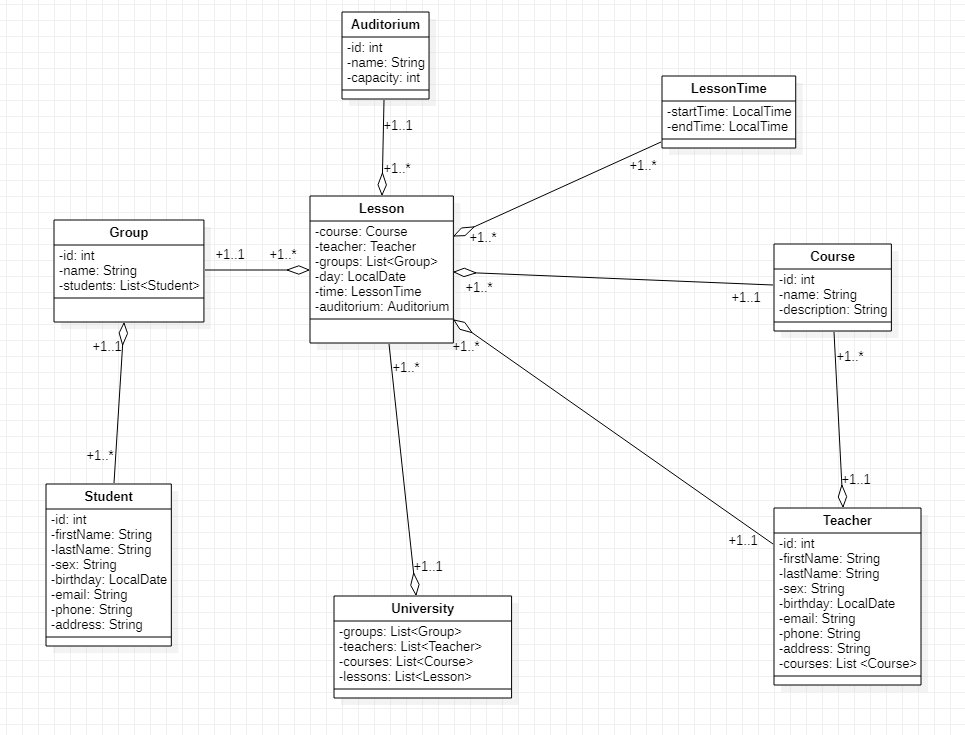 Auditorium
-id: int
-name: String
-capacity: int
+1..1
+1..*
LessonTime
-startTime: LocalTime
-endTime: LocalTime
+1..*
+1..*
Lesson
-course: Course
-teacher: Teacher
-groups: List<Group>
-day: LocalDate
-time: LessonTime
-auditorium: Auditorium
Group
-id: int
-name: String
-students: List<Student>
+1..1
+1..*
Course
-id: int
-name: String
-description: String
+1..*
+1..1
+1..*
+1..1
+1..*
+1..*
+1..1
+1..*
Student
-id: int
-firstName: String
-lastName: String
-sex: String
-birthday: LocalDate
-email: String
-phone: String
-address: String
+1..1
+1..1
Teacher
-id: int
-firstName: String
-lastName: String
-sex: String
-birthday: LocalDate
-email: String
-phone: String
-address: String
-courses: List <Course>
+1..1
University
-groups: List<Group>
-teachers: List<Teacher>
-courses: List<Course>
-lessons: List<Lesson>